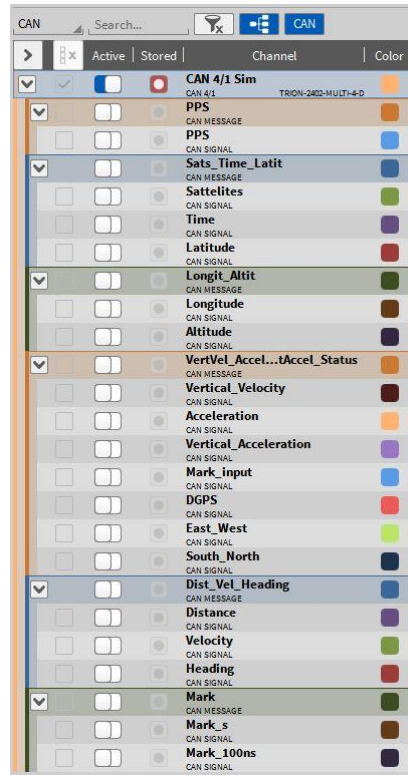 CAN Search... CAN
Active Stored Channel Color
CAN 4/1 Sim
CAN 4/1 TRION-2402-MULTI-4-D
PPS
CAN MESSAGE
PPS
CAN SIGNAL
Sats_Time_Latit
CAN MESSAGE
Sattelites
CAN SIGNAL
Time
CAN SIGNAL
Latitude
CAN SIGNAL
Longit_Altit
CAN MESSAGE
Longitude
CAN SIGNAL
Altitude
CAN SIGNAL
VertVel_Accel...tAccel_Status
CAN MESSAGE
Vertical_Velocity
CAN SIGNAL
Acceleration
CAN SIGNAL
Vertical_Acceleration
CAN SIGNAL
Mark_input
CAN SIGNAL
DGPS
CAN SIGNAL
East_West
CAN SIGNAL
South_North
CAN SIGNAL
Dist_Vel_Heading
CAN MESSAGE
Distance
CAN SIGNAL
Velocity
CAN SIGNAL
Heading
CAN SIGNAL
Mark
CAN MESSAGE
Mark_s
CAN SIGNAL
Mark_100ns
CAN SIGNAL